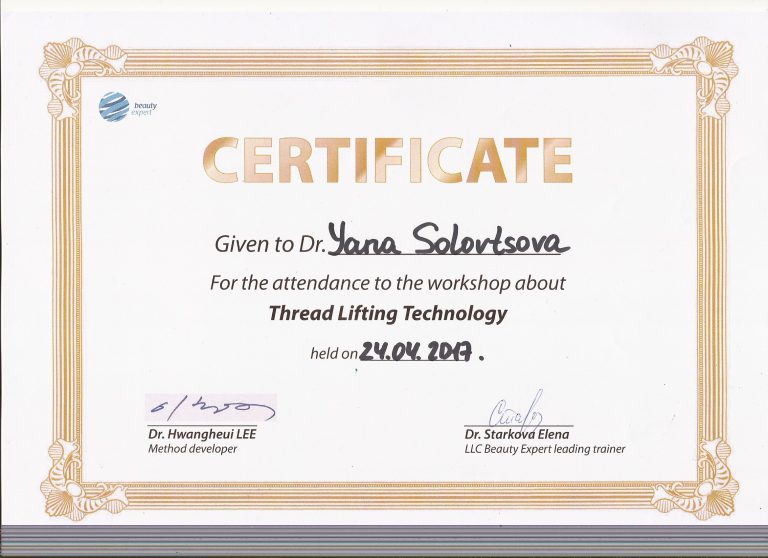 beauty
expert
CERTIFICATE
Given to Dr. Yana Solovtsova
For the attendance to the workshop about
Thread Lifting Technology
held on 24.04.2017.
Dr. Hwangheui LEE
Method developer
Dr. Starkova Elena
LLC Beauty Expert leading trainer